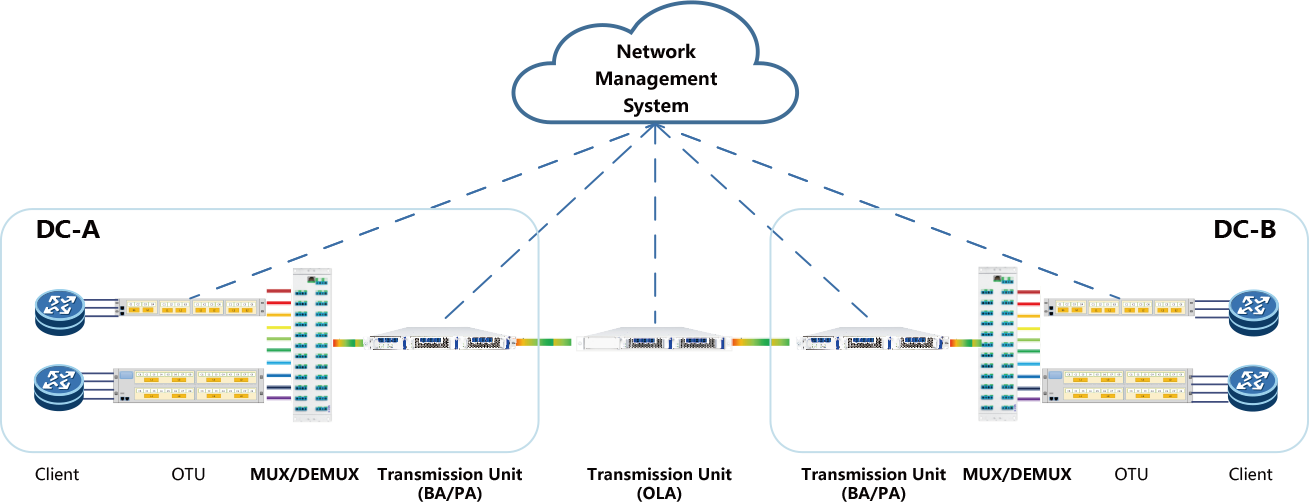 Network
Management
System
DC-A
DC-B
Client
OTU
MUX/DEMUX
Transmission Unit
(BA/PA)
Transmission Unit
(OLA)
Transmission Unit
(BA/PA)
MUX/DEMUX
OTU
Client